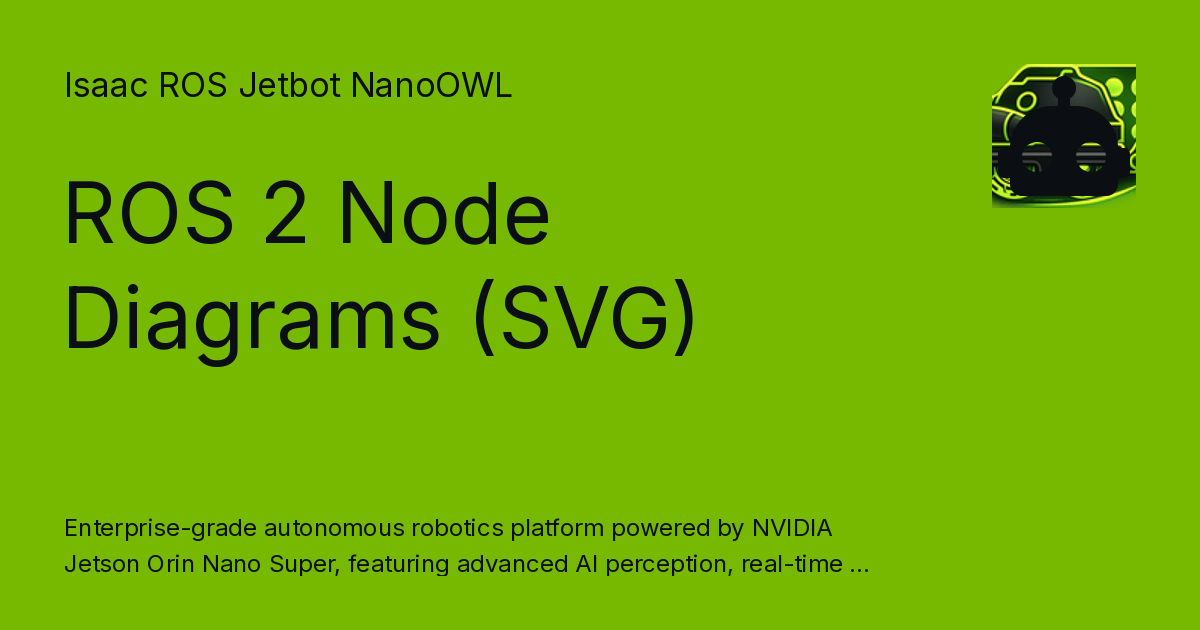 Isaac ROS Jetbot NanoOWL
ROS 2 Node
Diagrams (SVG)
Enterprise-grade autonomous robotics platform powered by NVIDIA
Jetson Orin Nano Super, featuring advanced AI perception, real-time ...